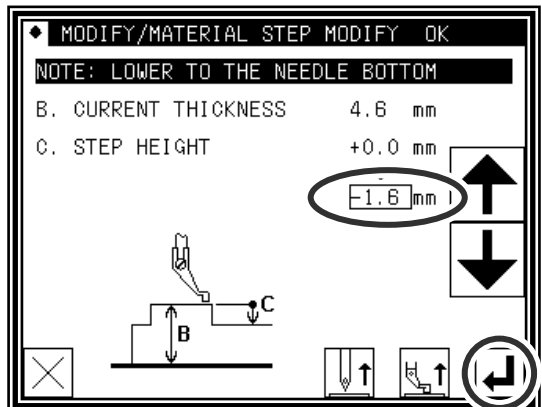 MODIFY/MATERIAL STEP MODIFY OK
NOTE: LOWER TO THE NEEDLE BOTTOM
B. CURRENT THICKNESS 4.6 mm
C. STEP HEIGHT +0.0 mm
-1.6 mm
C
B